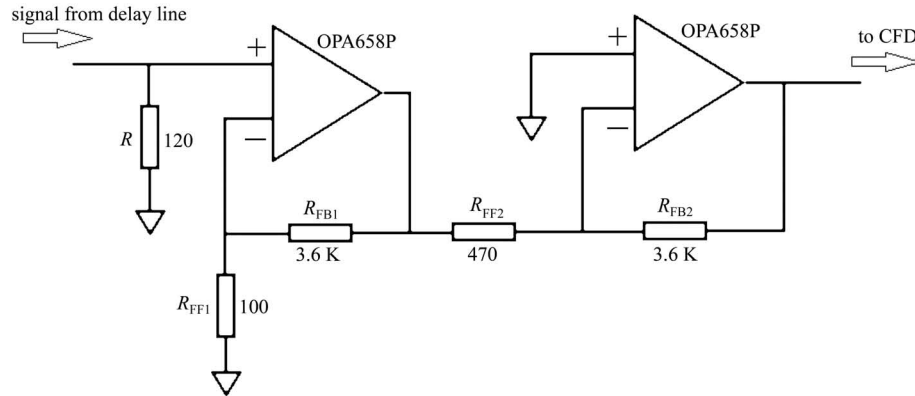 signal from delay line
OPA658P
OPA658P
to CFD
+
+
−
−
R
120
R_FB1
3.6 K
R_FF2
470
R_FB2
3.6 K
R_FF1
100